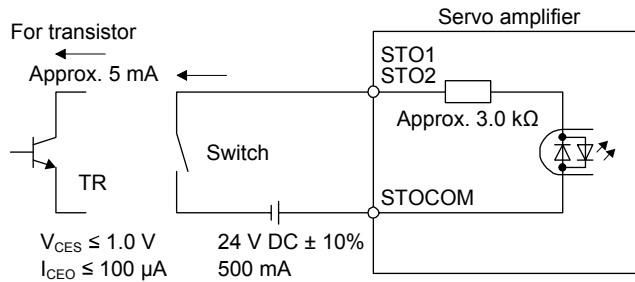 Servo amplifier
For transistor
STO1
STO2
Approx. 5 mA
Approx. 3.0 kΩ
Switch
TR
STOCOM
VCES ≤ 1.0 V
ICEO ≤ 100 µA
24 V DC ± 10%
500 mA